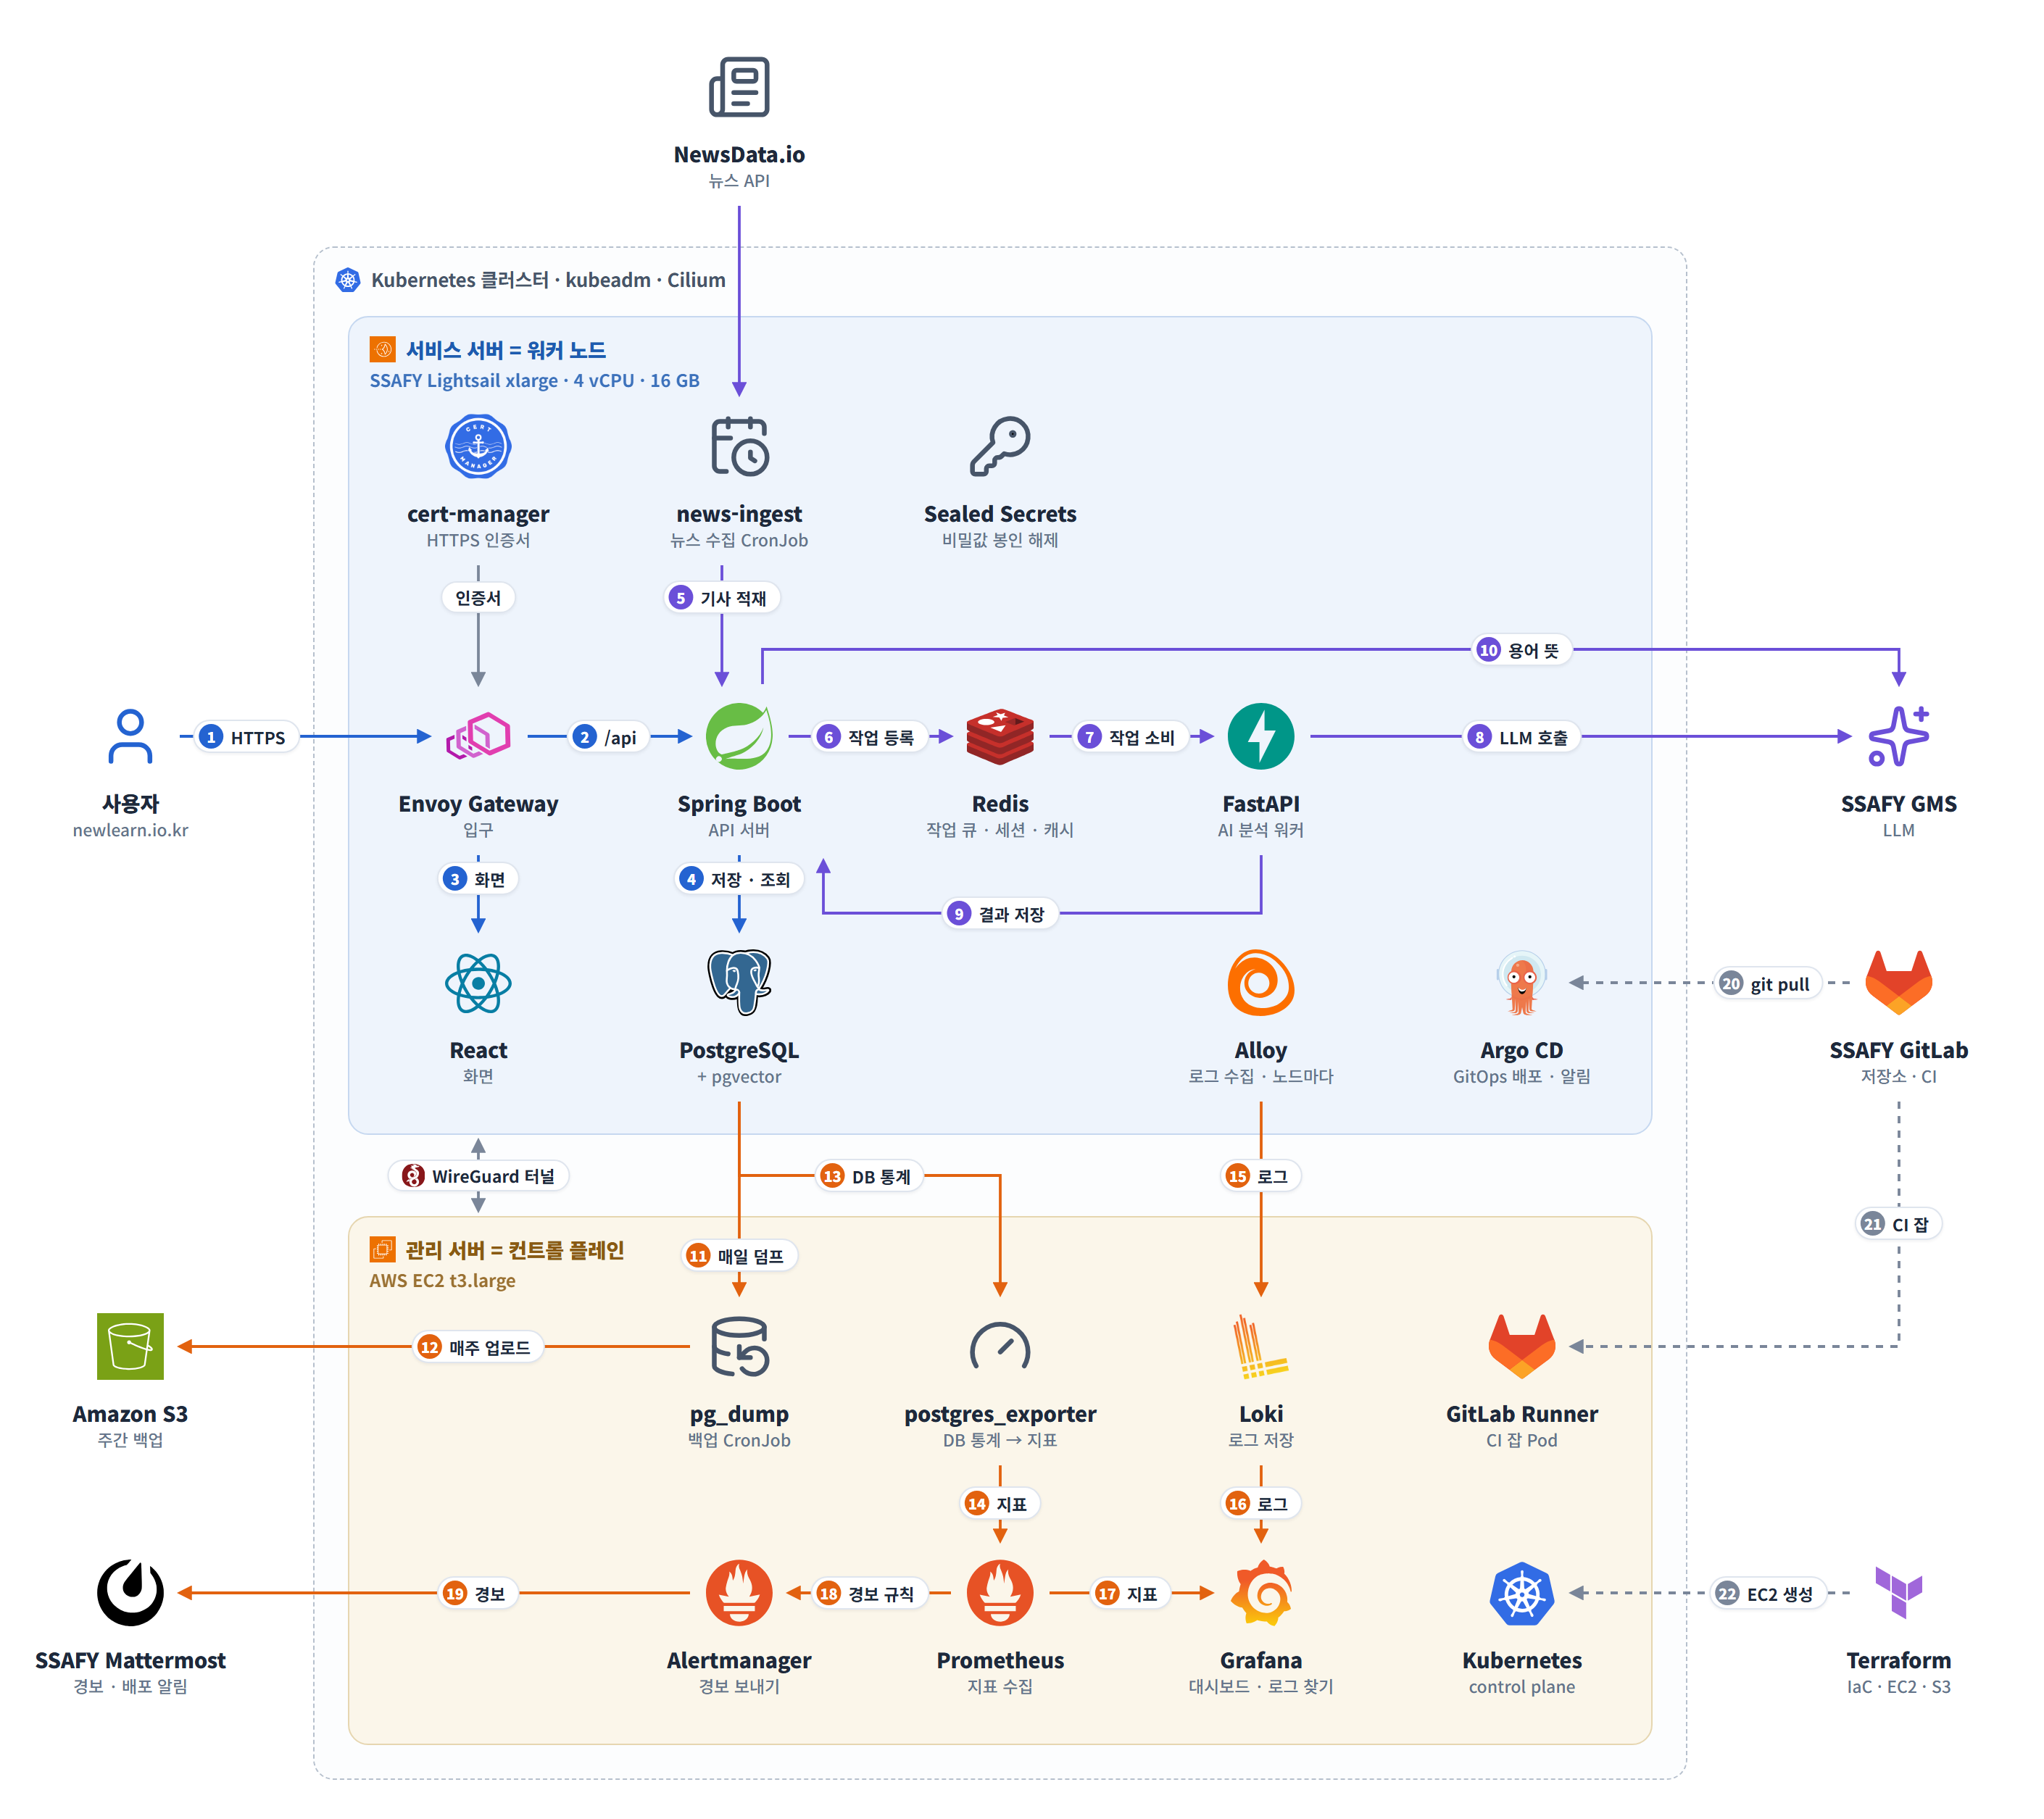 NewsData.io
뉴스 API
Kubernetes 클러스터 · kubeadm · Cilium
서비스 서버 = 워커 노드
SSAFY Lightsail xlarge · 4 vCPU · 16 GB
CERT
MANAGER
cert-manager
HTTPS 인증서
news-ingest
뉴스 수집 CronJob
Sealed Secrets
비밀값 봉인 해제
인증서
5 기사 적재
10 용어 뜻
1 HTTPS
2 /api
6 작업 등록
7 작업 소비
8 LLM 호출
사용자
newlearn.io.kr
Envoy Gateway
입구
Spring Boot
API 서버
Redis
작업 큐 · 세션 · 캐시
FastAPI
AI 분석 워커
SSAFY GMS
LLM
3 화면
4 저장 · 조회
9 결과 저장
20 git pull
React
화면
PostgreSQL
+ pgvector
Alloy
로그 수집 · 노드마다
Argo CD
GitOps 배포 · 알림
SSAFY GitLab
저장소 · CI
WireGuard 터널
13 DB 통계
15 로그
21 CI 잡
관리 서버 = 컨트롤 플레인
AWS EC2 t3.large
11 매일 덤프
12 매주 업로드
Amazon S3
주간 백업
pg_dump
백업 CronJob
postgres_exporter
DB 통계 → 지표
Loki
로그 저장
GitLab Runner
CI 잡 Pod
14 지표
16 로그
19 경보
18 경보 규칙
17 지표
22 EC2 생성
SSAFY Mattermost
경보 · 배포 알림
Alertmanager
경보 보내기
Prometheus
지표 수집
Grafana
대시보드 · 로그 찾기
Kubernetes
control plane
Terraform
IaC · EC2 · S3